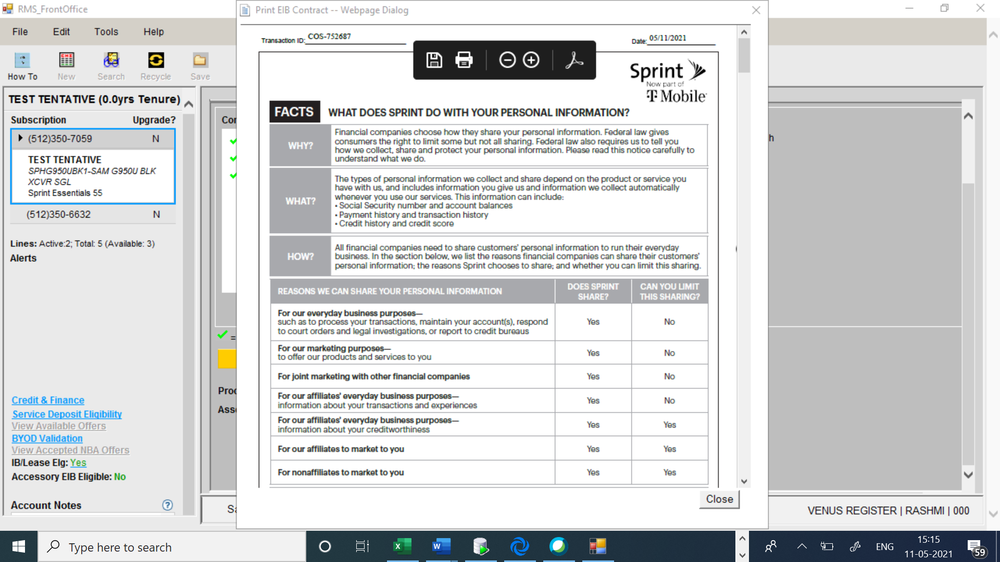 RMS_FrontOffice
File Edit Tools Help
How To New Search Recycle Save
TEST TENTATIVE (0.0yrs Tenure)
Subscription Upgrade?
(512)350-7059 N
TEST TENTATIVE
SPHG950UBK1-SAM G950U BLK
XCVR SGL
Sprint Essentials 55
(512)350-6632 N
Lines: Active:2; Total: 5 (Available: 3)
Alerts
Credit & Finance
Service Deposit Eligibility
View Available Offers
BYOD Validation
View Accepted NBA Offers
IB/Lease Elg: Yes
Accessory EIB Eligible: No
Account Notes
?
=
Print EIB Contract -- Webpage Dialog
Transaction ID: COS-752687
Date: 05/11/2021
Sprint
Now part of
T Mobile
FACTS WHAT DOES SPRINT DO WITH YOUR PERSONAL INFORMATION?
WHY?
Financial companies choose how they share your personal information. Federal law gives
consumers the right to limit some but not all sharing. Federal law also requires us to tell you
how we collect, share and protect your personal information. Please read this notice carefully to
understand what we do.
WHAT?
The types of personal information we collect and share depend on the product or service you
have with us, and includes information you give us and information we collect automatically
whenever you use our services. This information can include:
• Social Security number and account balances
• Payment history and transaction history
• Credit history and credit score
HOW?
All financial companies need to share customers' personal information to run their everyday
business. In the section below, we list the reasons financial companies can share their customers'
personal information; the reasons Sprint chooses to share; and whether you can limit this sharing.
REASONS WE CAN SHARE YOUR PERSONAL INFORMATION
DOES SPRINT
SHARE?
CAN YOU LIMIT
THIS SHARING?
For our everyday business purposes—
such as to process your transactions, maintain your account(s), respond
to court orders and legal investigations, or report to credit bureaus
Yes No
For our marketing purposes—
to offer our products and services to you
Yes No
For joint marketing with other financial companies Yes No
For our affiliates' everyday business purposes—
information about your transactions and experiences
Yes No
For our affiliates' everyday business purposes—
information about your creditworthiness
Yes Yes
For our affiliates to market to you Yes Yes
For nonaffiliates to market to you Yes Yes
Close
VENUS REGISTER | RASHMI | 000
Type here to search
ENG
15:15
11-05-2021
59